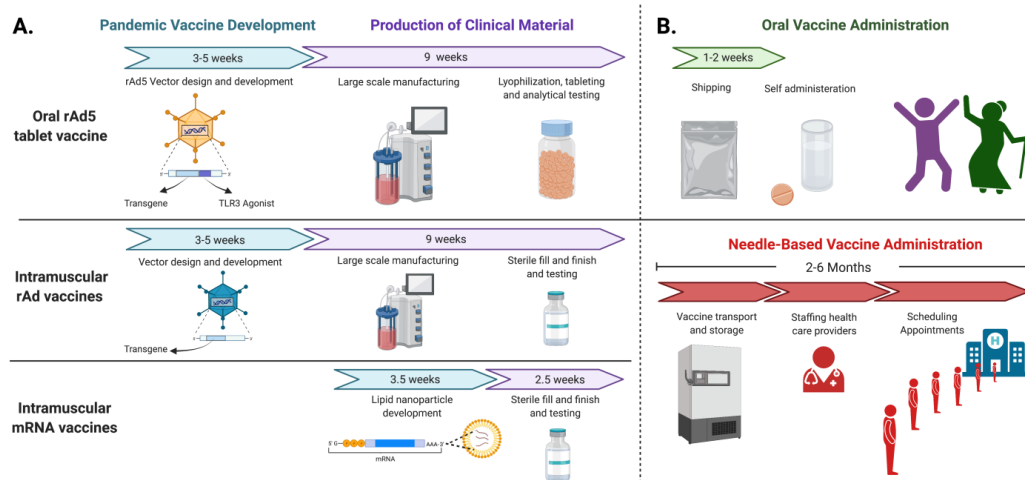 A.
Pandemic Vaccine Development
Production of Clinical Material
3-5 weeks
9 weeks
rAd5 Vector design and development
Large scale manufacturing
Lyophilization, tableting
and analytical testing
Oral rAd5
tablet vaccine
5'
3'
Transgene
TLR3 Agonist
3-5 weeks
9 weeks
Vector design and development
Large scale manufacturing
Sterile fill and finish
and testing
Intramuscular
rAd vaccines
5'
3'
Transgene
3.5 weeks
2.5 weeks
Lipid nanoparticle
development
Sterile fill and finish
and testing
Intramuscular
mRNA vaccines
5' G
AAA- 3'
mRNA
B.
Oral Vaccine Administration
1-2 weeks
Shipping
Self administeration
Needle-Based Vaccine Administration
2-6 Months
Vaccine transport
and storage
Staffing health
care providers
Scheduling
Appointments
H